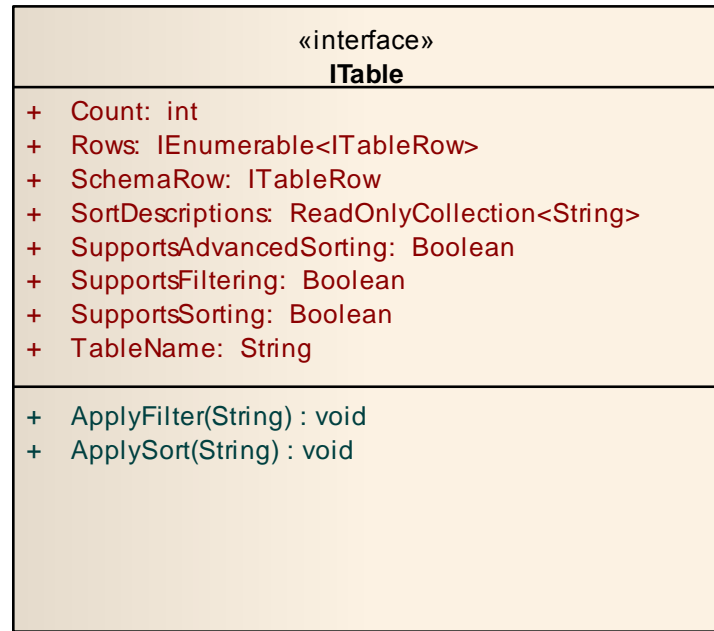 «interface»
ITable
+ Count: int
+ Rows: IEnumerable<ITableRow>
+ SchemaRow: ITableRow
+ SortDescriptions: ReadOnlyCollection<String>
+ SupportsAdvancedSorting: Boolean
+ SupportsFiltering: Boolean
+ SupportsSorting: Boolean
+ TableName: String
+ ApplyFilter(String) : void
+ ApplySort(String) : void